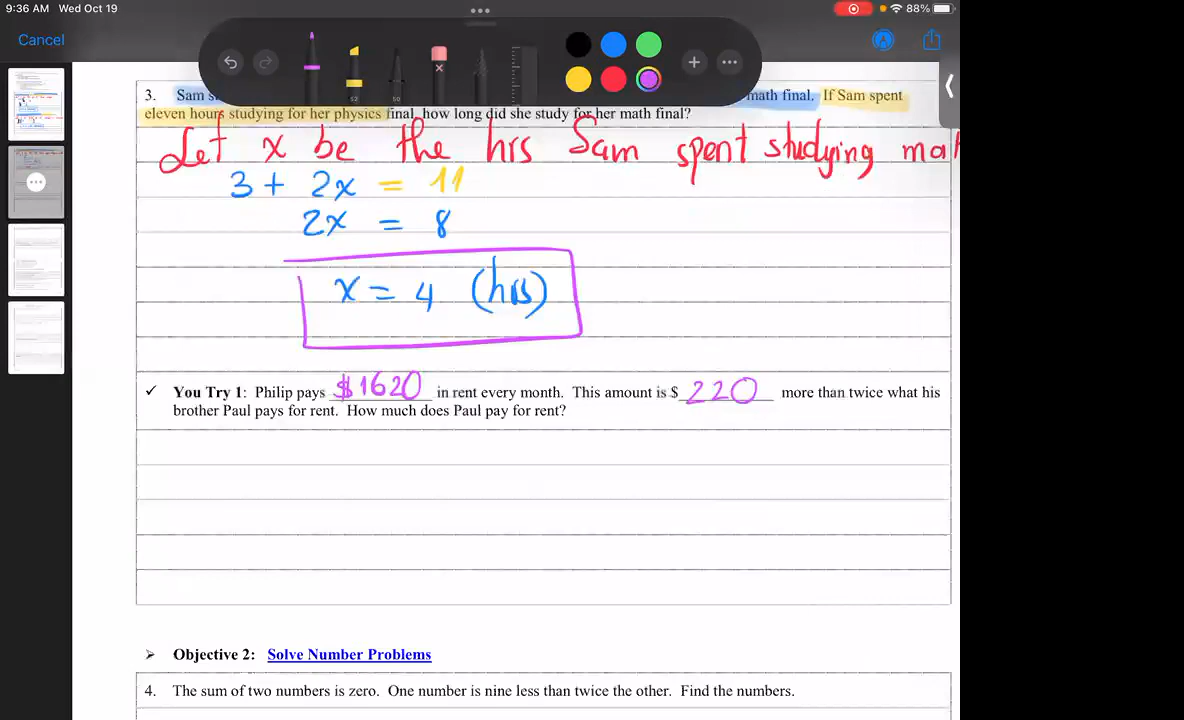 9:36 AM Wed Oct 19
88%
Cancel
3. Sam math final. If Sam spent
eleven hours studying for her physics final, how long did she study for her math final?
Let x be the hrs Sam spent studying
3 + 2x = 11
2x = 8
x = 4 (hrs)
✓ You Try 1: Philip pays $1620 in rent every month. This amount is $ 220 more than twice what his
brother Paul pays for rent. How much does Paul pay for rent?
➢ Objective 2: Solve Number Problems
4. The sum of two numbers is zero. One number is nine less than twice the other. Find the numbers.